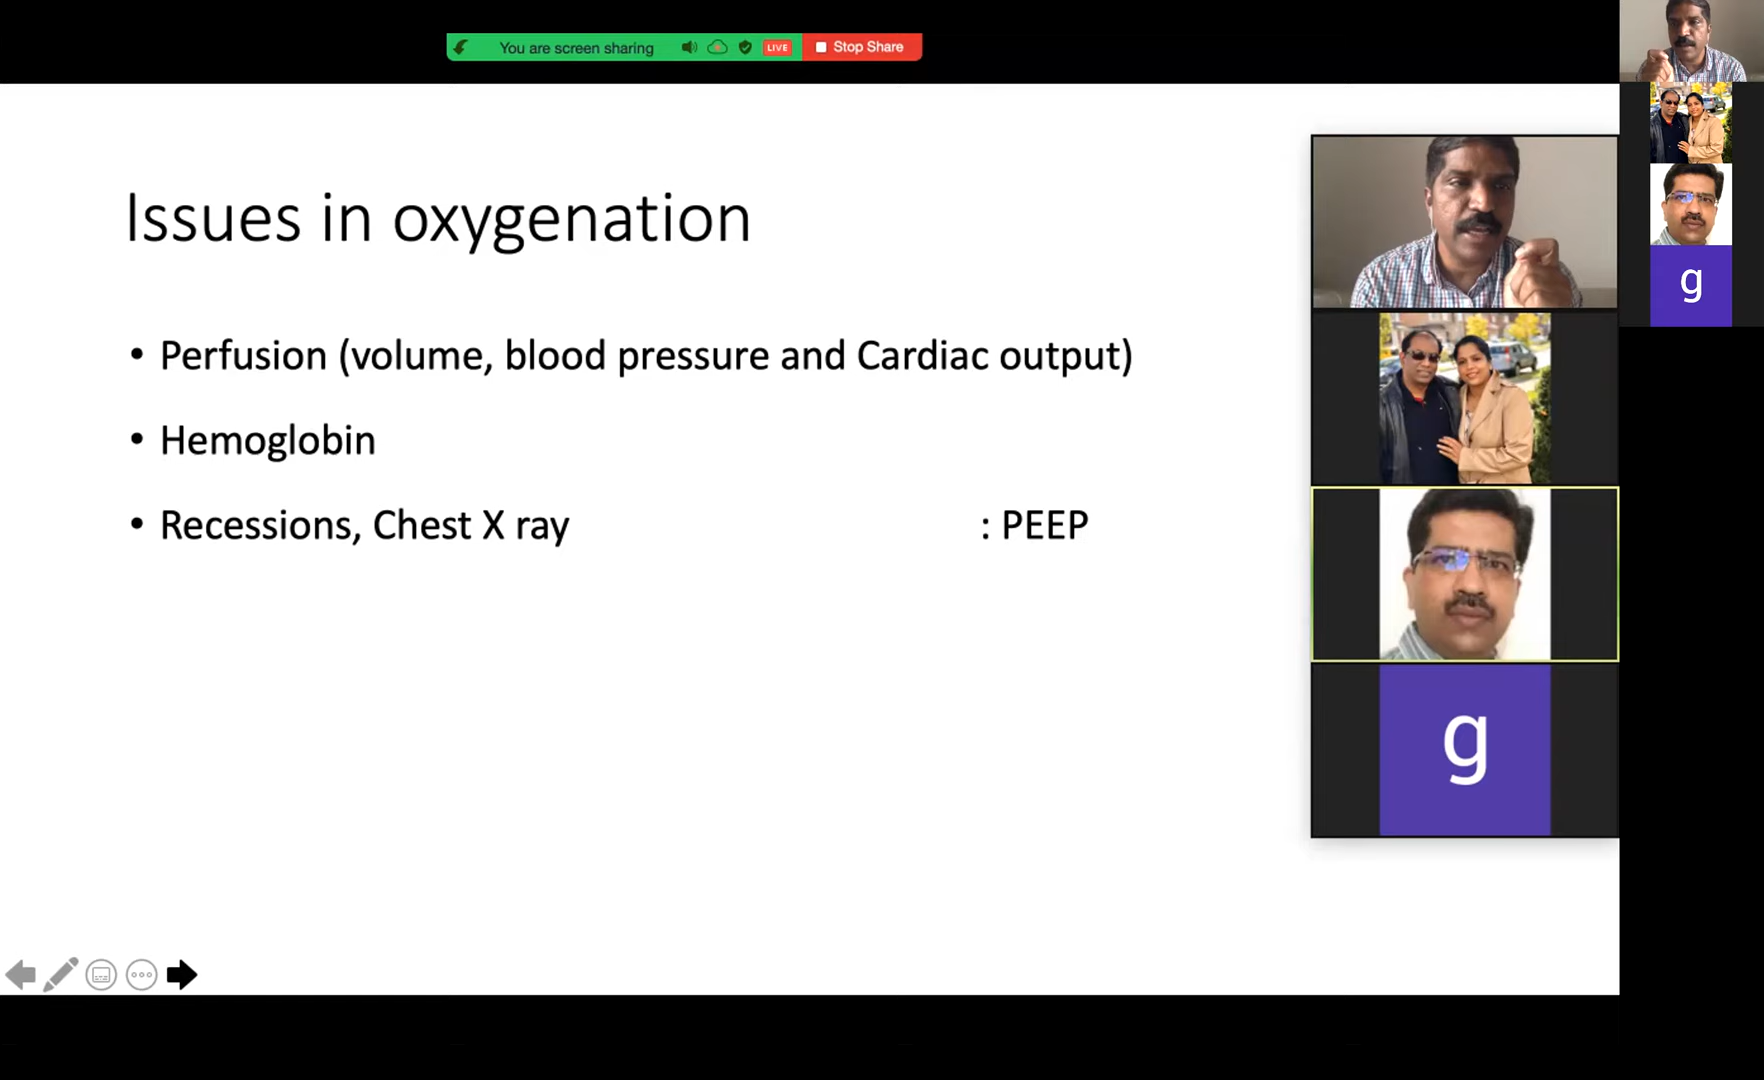 You are screen sharing LIVE Stop Share
Issues in oxygenation
• Perfusion (volume, blood pressure and Cardiac output)
• Hemoglobin
• Recessions, Chest X ray : PEEP
g
g